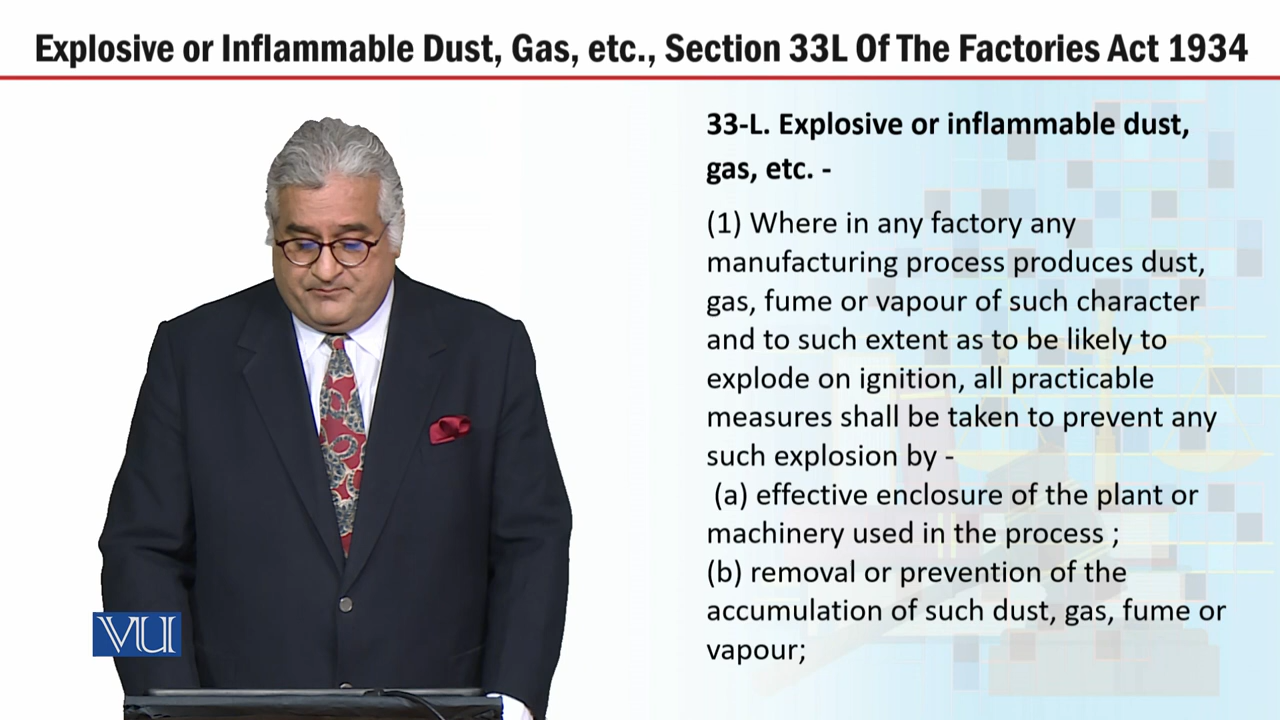 Explosive or Inflammable Dust, Gas, etc., Section 33L Of The Factories Act 1934
33-L. Explosive or inflammable dust,
gas, etc. -
(1) Where in any factory any
manufacturing process produces dust,
gas, fume or vapour of such character
and to such extent as to be likely to
explode on ignition, all practicable
measures shall be taken to prevent any
such explosion by -
(a) effective enclosure of the plant or
machinery used in the process ;
(b) removal or prevention of the
accumulation of such dust, gas, fume or
vapour;
VU